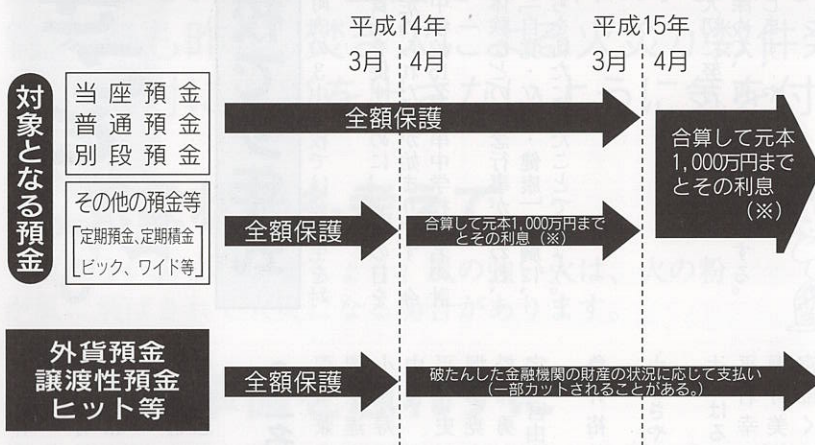 平成14年
3月 4月
平成15年
3月 4月
対象となる預金
当座預金
普通預金
別段預金
全額保護
合算して元本
1,000万円まで
とその利息
(※)
その他の預金等
定期預金、定期積金
ビック、ワイド等
全額保護
合算して元本1,000万円まで
とその利息(※)
外貨預金
譲渡性預金
ヒット等
全額保護
破たんした金融機関の財産の状況に応じて支払い
(一部カットされることがある。)